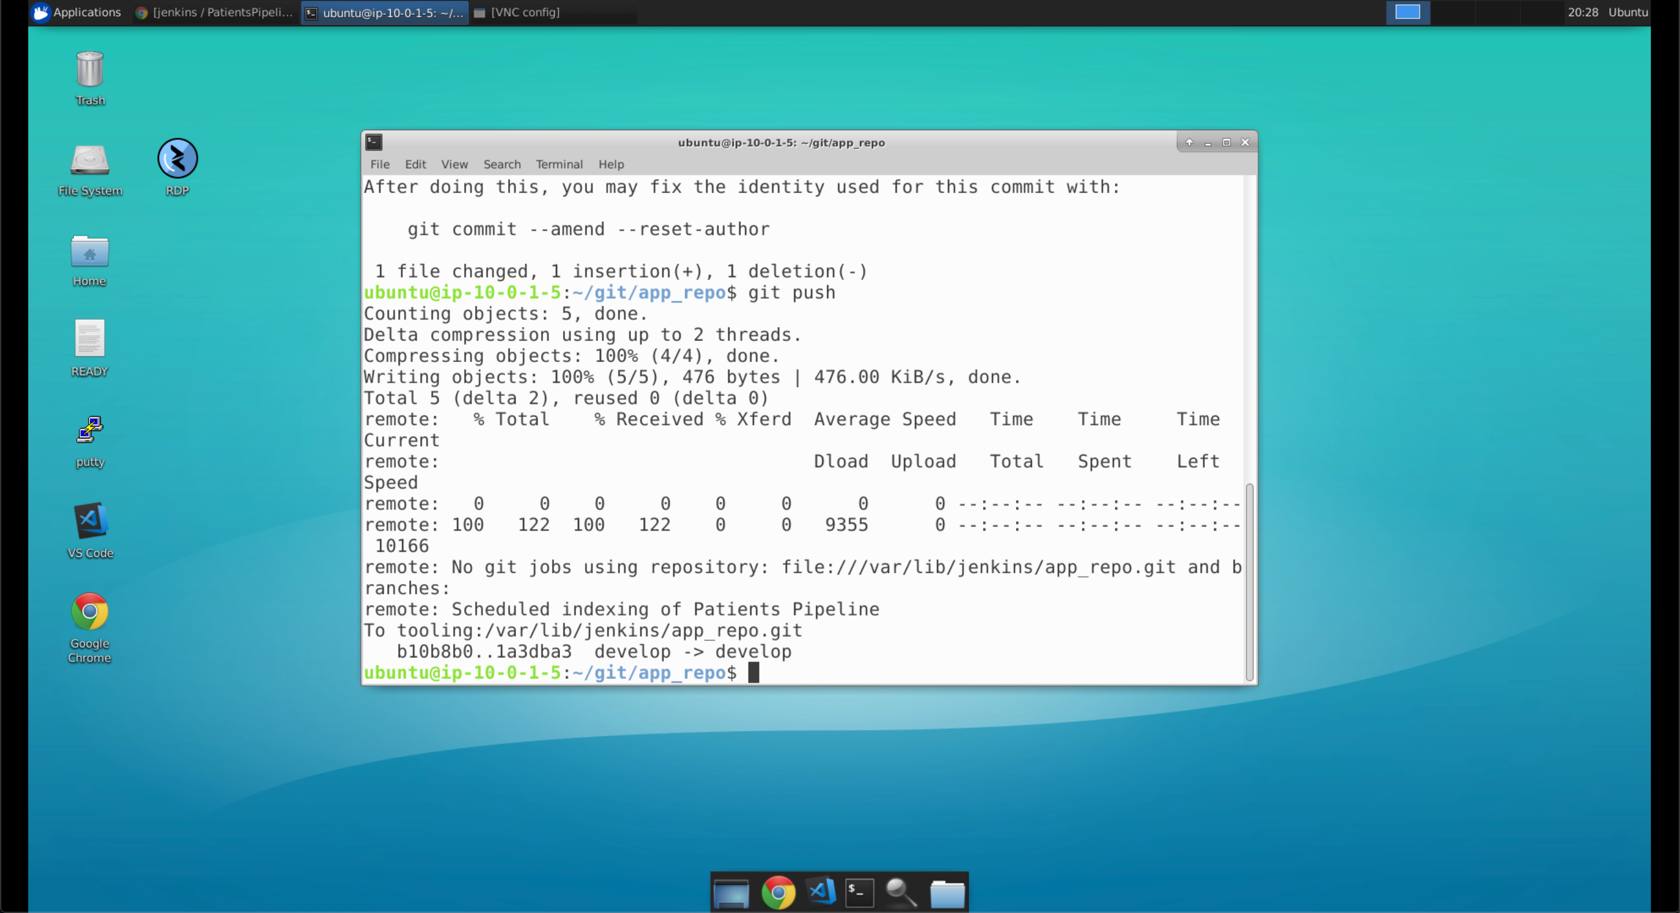 Applications
[jenkins / PatientsPipeli...
ubuntu@ip-10-0-1-5: ~/...
[VNC config]
20:28
Ubuntu
Trash
File System
RDP
Home
READY
putty
VS Code
Google
Chrome
ubuntu@ip-10-0-1-5: ~/git/app_repo
File Edit View Search Terminal Help
After doing this, you may fix the identity used for this commit with:
git commit --amend --reset-author
1 file changed, 1 insertion(+), 1 deletion(-)
ubuntu@ip-10-0-1-5:~/git/app_repo$ git push
Counting objects: 5, done.
Delta compression using up to 2 threads.
Compressing objects: 100% (4/4), done.
Writing objects: 100% (5/5), 476 bytes | 476.00 KiB/s, done.
Total 5 (delta 2), reused 0 (delta 0)
remote:   % Total    % Received % Xferd  Average Speed   Time    Time     Time
Current
remote:                                  Dload  Upload   Total   Spent    Left
Speed
remote:   0     0    0     0    0     0      0      0 --:--:-- --:--:-- --:--:--
remote: 100   122  100   122    0     0   9355      0 --:--:-- --:--:-- --:--:--
10166
remote: No git jobs using repository: file:///var/lib/jenkins/app_repo.git and b
ranches:
remote: Scheduled indexing of Patients Pipeline
To tooling:/var/lib/jenkins/app_repo.git
b10b8b0..1a3dba3  develop -> develop
ubuntu@ip-10-0-1-5:~/git/app_repo$